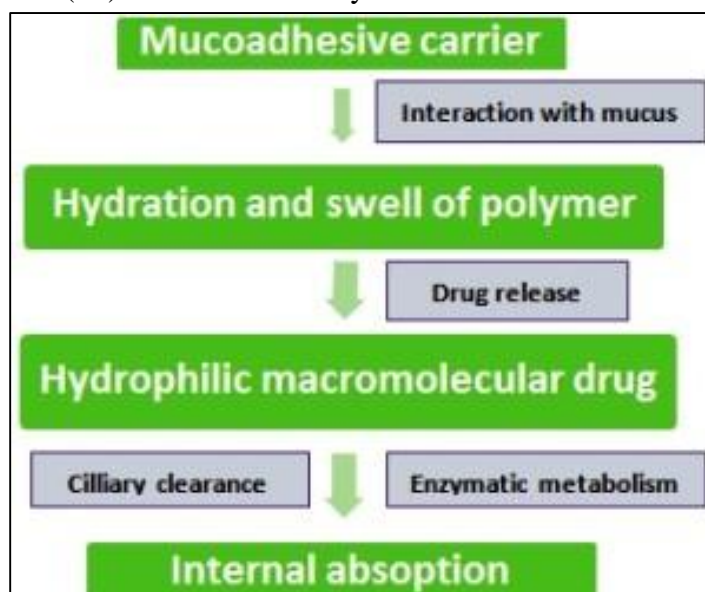 Mucoadhesive carrier
Interaction with mucus
Hydration and swell of polymer
Drug release
Hydrophilic macromolecular drug
Cilliary clearance
Enzymatic metabolism
Internal absoption